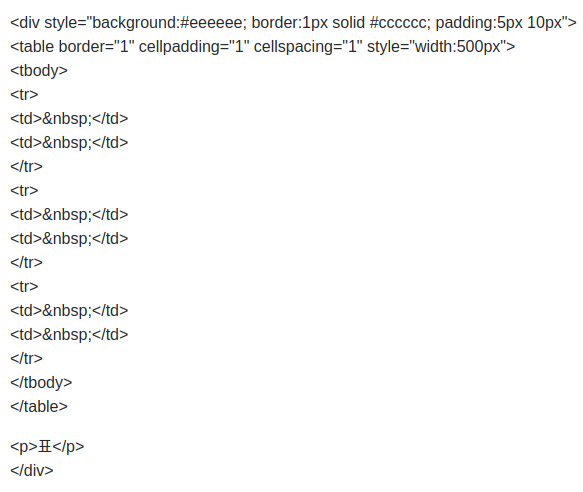 <div style="background:#eeeeee; border:1px solid #cccccc; padding:5px 10px">
<table border="1" cellpadding="1" cellspacing="1" style="width:500px">
<tbody>
<tr>
<td>&nbsp;</td>
<td>&nbsp;</td>
</tr>
<tr>
<td>&nbsp;</td>
<td>&nbsp;</td>
</tr>
<tr>
<td>&nbsp;</td>
<td>&nbsp;</td>
</tr>
</tbody>
</table>
<p>표</p>
</div>